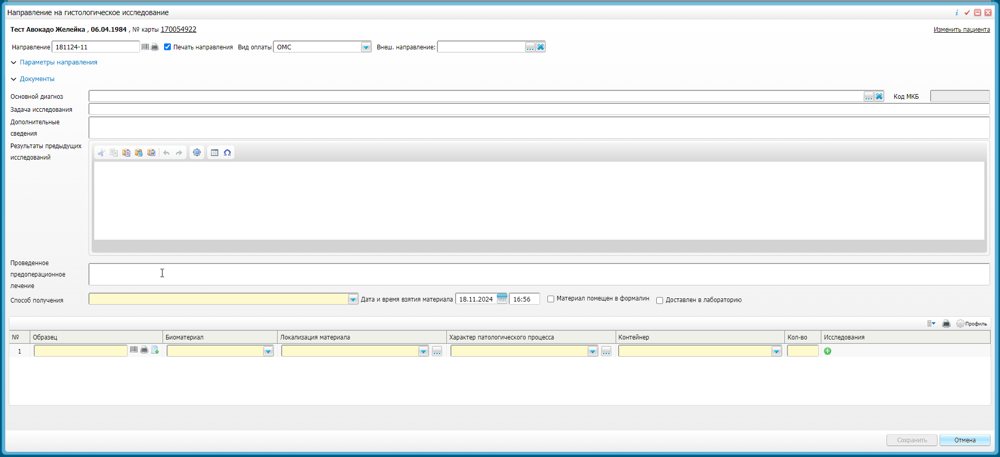 Направление на гистологическое исследование
Тест Авокадо Желейка , 06.04.1984 , № карты 170054922
Изменить пациента
Направление 181124-11 Печать направления Вид оплаты ОМС Внеш. направление:
Параметры направления
Документы
Основной диагноз
Код МКБ
Задача исследования
Дополнительные
сведения
Результаты предыдущих
исследований
Проведенное
предоперационное
лечение
Способ получения Дата и время взятия материала 18.11.2024 16:56 Материал помещен в формалин Доставлен в лабораторию
Профиль
№ Образец Биоматериал Локализация материала Характер патологического процесса Контейнер Кол-во Исследования
1
Сохранить Отмена